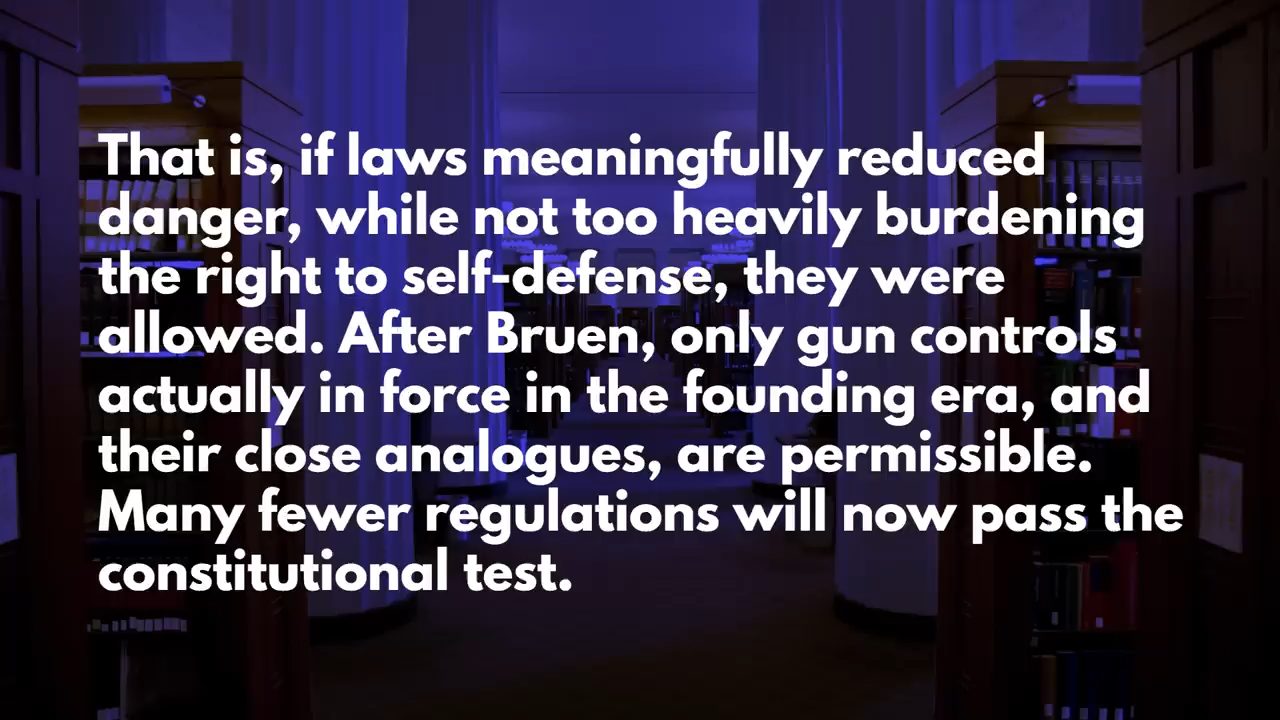 That is, if laws meaningfully reduced
danger, while not too heavily burdening
the right to self-defense, they were
allowed. After Bruen, only gun controls
actually in force in the founding era, and
their close analogues, are permissible.
Many fewer regulations will now pass the
constitutional test.